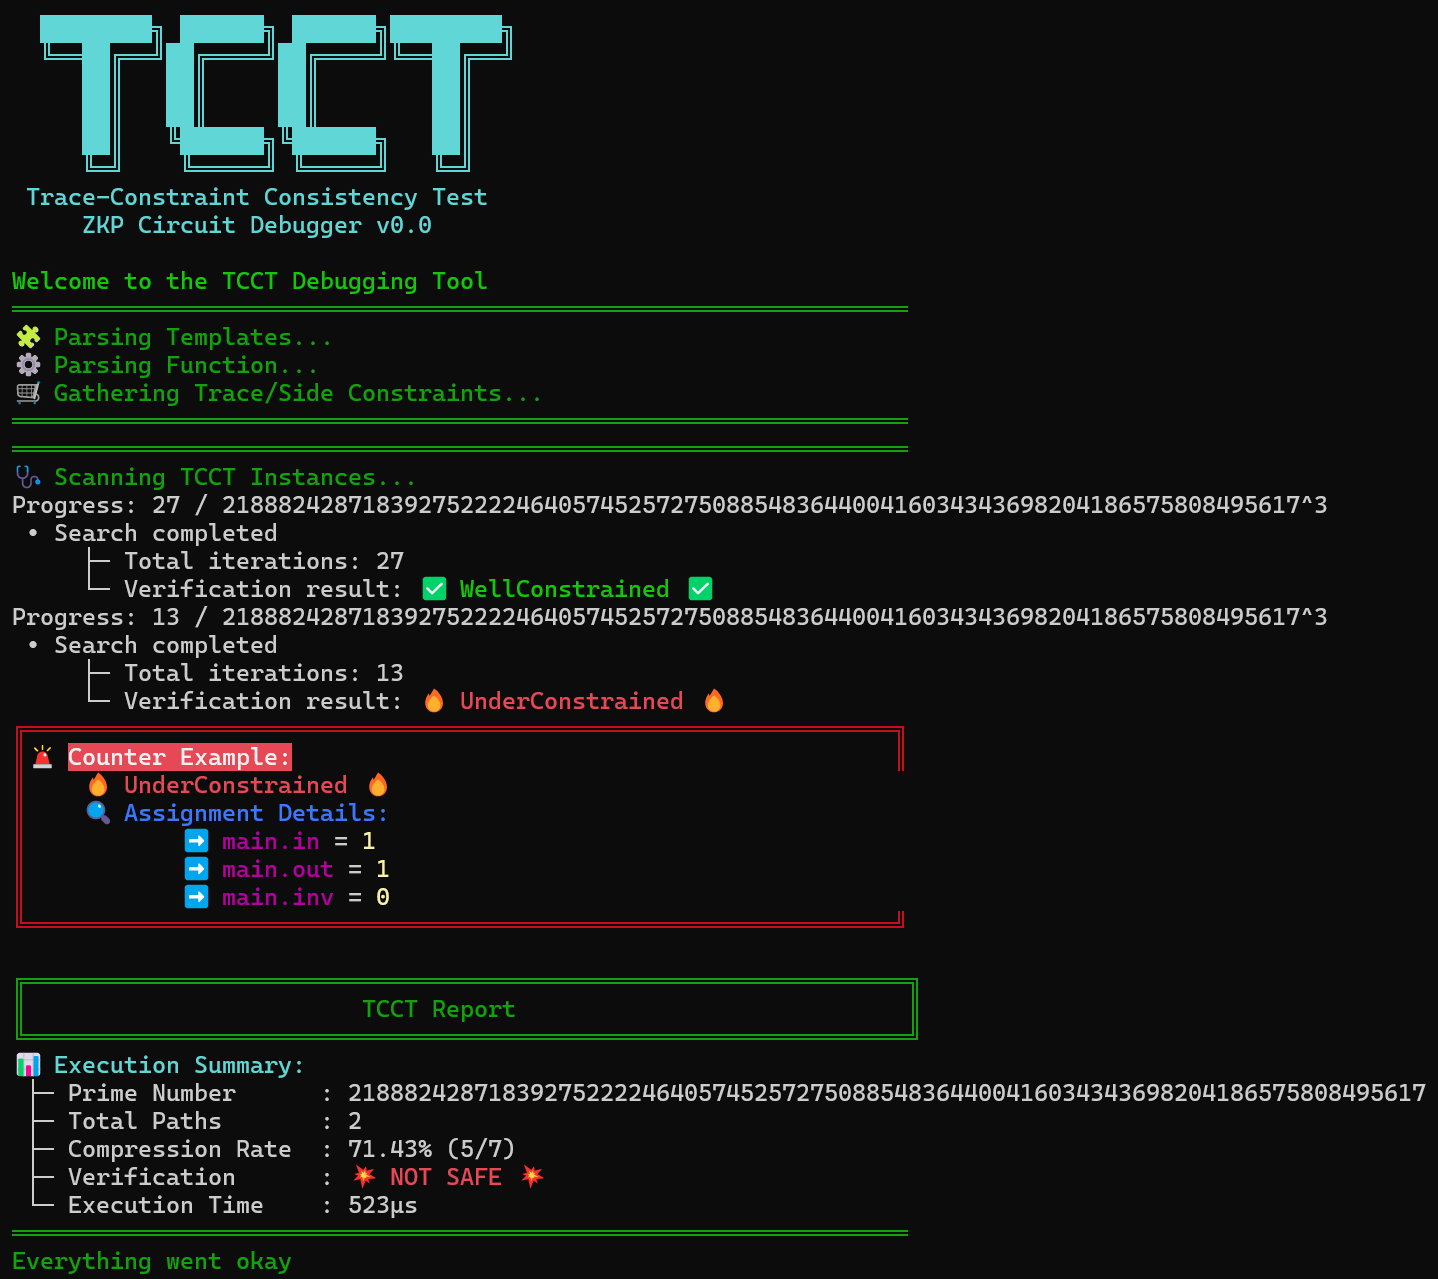 TCCT
Trace-Constraint Consistency Test
ZKP Circuit Debugger v0.0
Welcome to the TCCT Debugging Tool
🧩 Parsing Templates...
⚙️ Parsing Function...
🛒 Gathering Trace/Side Constraints...
🩺 Scanning TCCT Instances...
Progress: 27 / 21888242871839275222246405745257275088548364400416034343698204186575808495617^3
• Search completed
├─ Total iterations: 27
└─ Verification result: ✅ WellConstrained ✅
Progress: 13 / 21888242871839275222246405745257275088548364400416034343698204186575808495617^3
• Search completed
├─ Total iterations: 13
└─ Verification result: 🔥 UnderConstrained 🔥
🚨 Counter Example:
🔥 UnderConstrained 🔥
🔍 Assignment Details:
➡️ main.in = 1
➡️ main.out = 1
➡️ main.inv = 0
TCCT Report
📊 Execution Summary:
├─ Prime Number : 21888242871839275222246405745257275088548364400416034343698204186575808495617
├─ Total Paths : 2
├─ Compression Rate : 71.43% (5/7)
├─ Verification : 💥 NOT SAFE 💥
└─ Execution Time : 523µs
Everything went okay